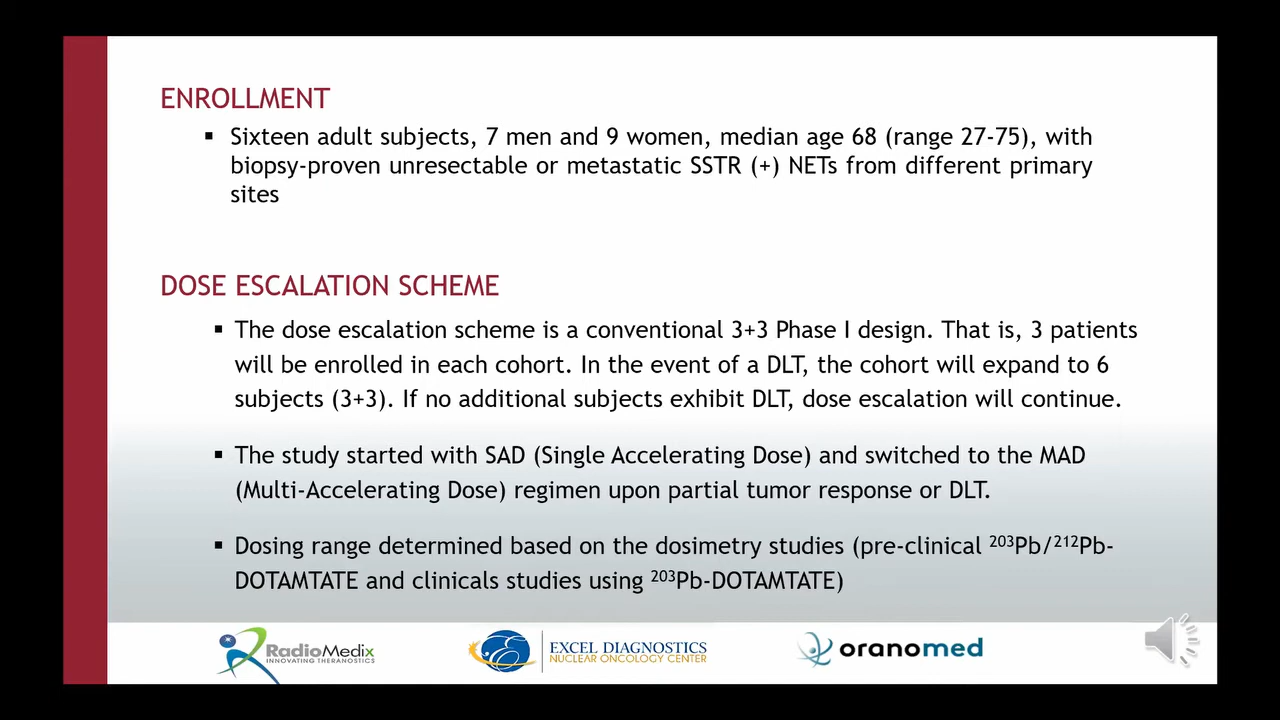 ENROLLMENT
▪ Sixteen adult subjects, 7 men and 9 women, median age 68 (range 27-75), with
biopsy-proven unresectable or metastatic SSTR (+) NETs from different primary
sites
DOSE ESCALATION SCHEME
▪ The dose escalation scheme is a conventional 3+3 Phase I design. That is, 3 patients
will be enrolled in each cohort. In the event of a DLT, the cohort will expand to 6
subjects (3+3). If no additional subjects exhibit DLT, dose escalation will continue.
▪ The study started with SAD (Single Accelerating Dose) and switched to the MAD
(Multi-Accelerating Dose) regimen upon partial tumor response or DLT.
▪ Dosing range determined based on the dosimetry studies (pre-clinical ²⁰³Pb/²¹²Pb-
DOTAMTATE and clinicals studies using ²⁰³Pb-DOTAMTATE)
RadioMedix
INNOVATING THERANOSTICS
EXCEL DIAGNOSTICS
NUCLEAR ONCOLOGY CENTER
oranomed